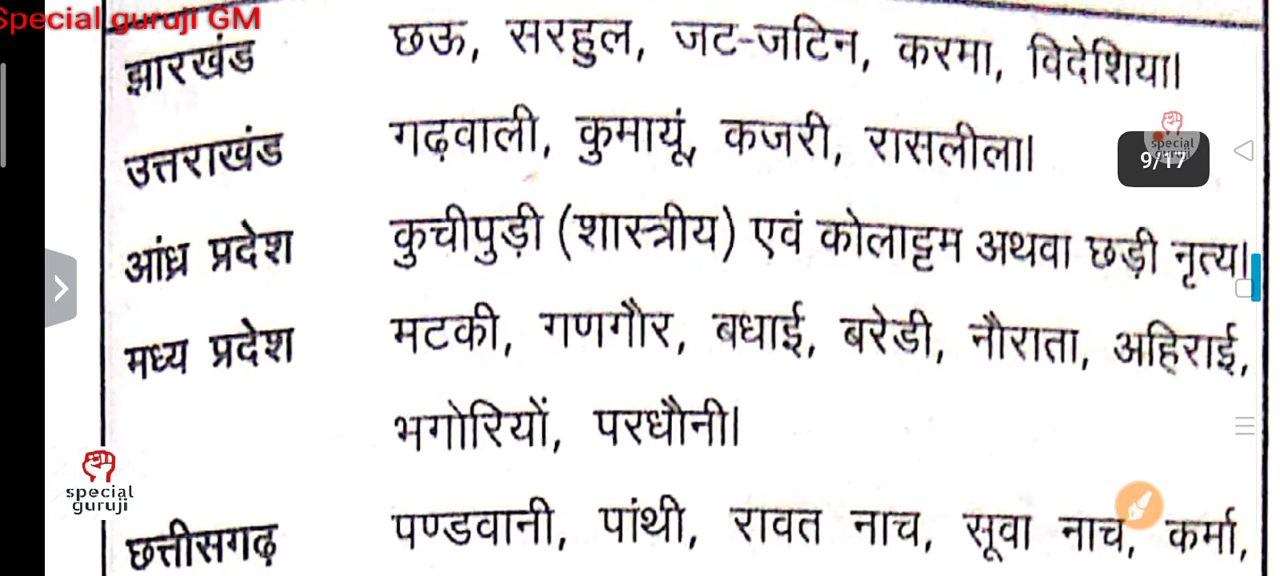 Special guruji GM
झारखंड छऊ, सरहुल, जट-जटिन, करमा, विदेशिया।
उत्तराखंड गढ़वाली, कुमायूं, कजरी, रासलीला।
special
9/17
आंध्र प्रदेश कुचीपुड़ी (शास्त्रीय) एवं कोलाट्टम अथवा छड़ी नृत्य।
मध्य प्रदेश मटकी, गणगौर, बधाई, बरेडी, नौराता, अहिराई,
भगोरियों, परधौनी।
special
guruji
छत्तीसगढ़ पण्डवानी, पांथी, रावत नाच, सूवा नाच, कर्मा,